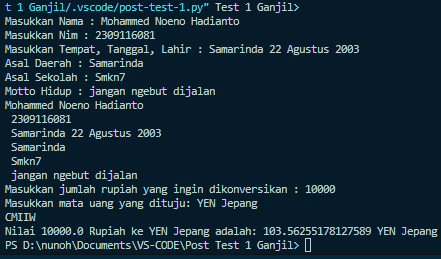 t 1 Ganjil/.vscode/post-test-1.py" Test 1 Ganjil>
Masukkan Nama : Mohammed Noeno Hadianto
Masukkan Nim : 2309116081
Masukkan Tempat, Tanggal, Lahir : Samarinda 22 Agustus 2003
Asal Daerah : Samarinda
Asal Sekolah : Smkn7
Motto Hidup : jangan ngebut dijalan
Mohammed Noeno Hadianto
2309116081
Samarinda 22 Agustus 2003
Samarinda
Smkn7
jangan ngebut dijalan
Masukkan jumlah rupiah yang ingin dikonversikan : 10000
Masukkan mata uang yang dituju: YEN Jepang
CMIIW
Nilai 10000.0 Rupiah ke YEN Jepang adalah: 103.56255178127589 YEN Jepang
PS D:\nunoh\Documents\VS-CODE\Post Test 1 Ganjil>